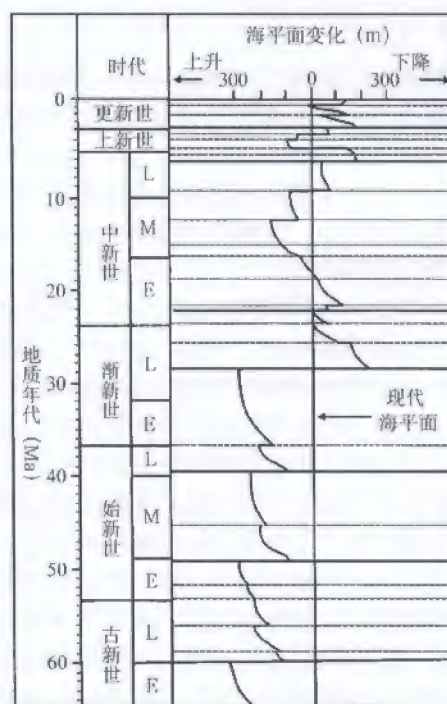 海平面变化（m）
时代
上升
下降
300
0
300
0
更新世
上新世
L
10
中新世
M
20
E
渐新世
L
30
E
现代
海平面
地质年代（Ma）
L
40
始新世
M
50
E
古新世
L
60
E